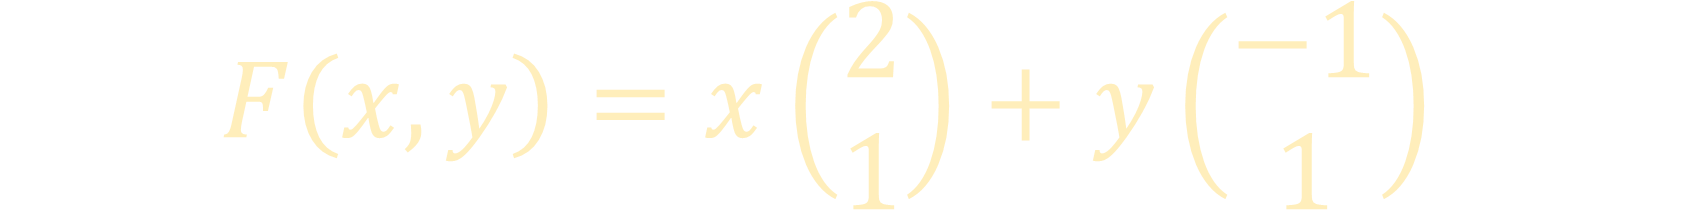 F(x, y) = x(2 1) + y(−1 1)